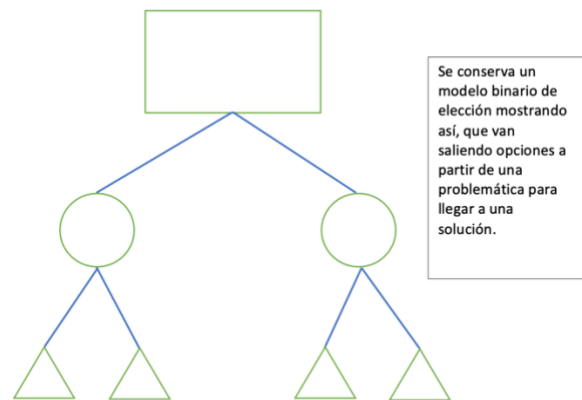 Se conserva un
modelo binario de
elección mostrando
así, que van
saliendo opciones a
partir de una
problemática para
llegar a una
solución.